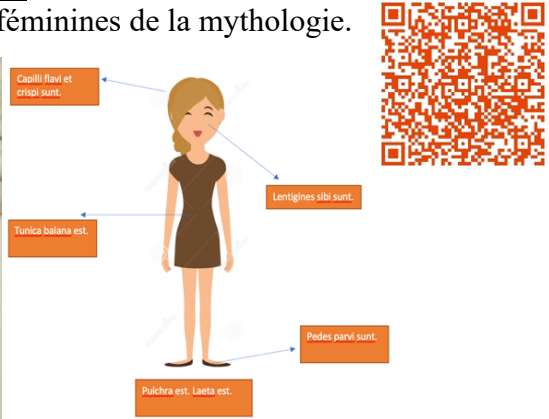 féminines de la mythologie.
Capilli flavi et
crispi sunt.
Lentigines sibi sunt.
Tunica balana est.
Pedes parvi sunt.
Pulchra est. Laeta est.